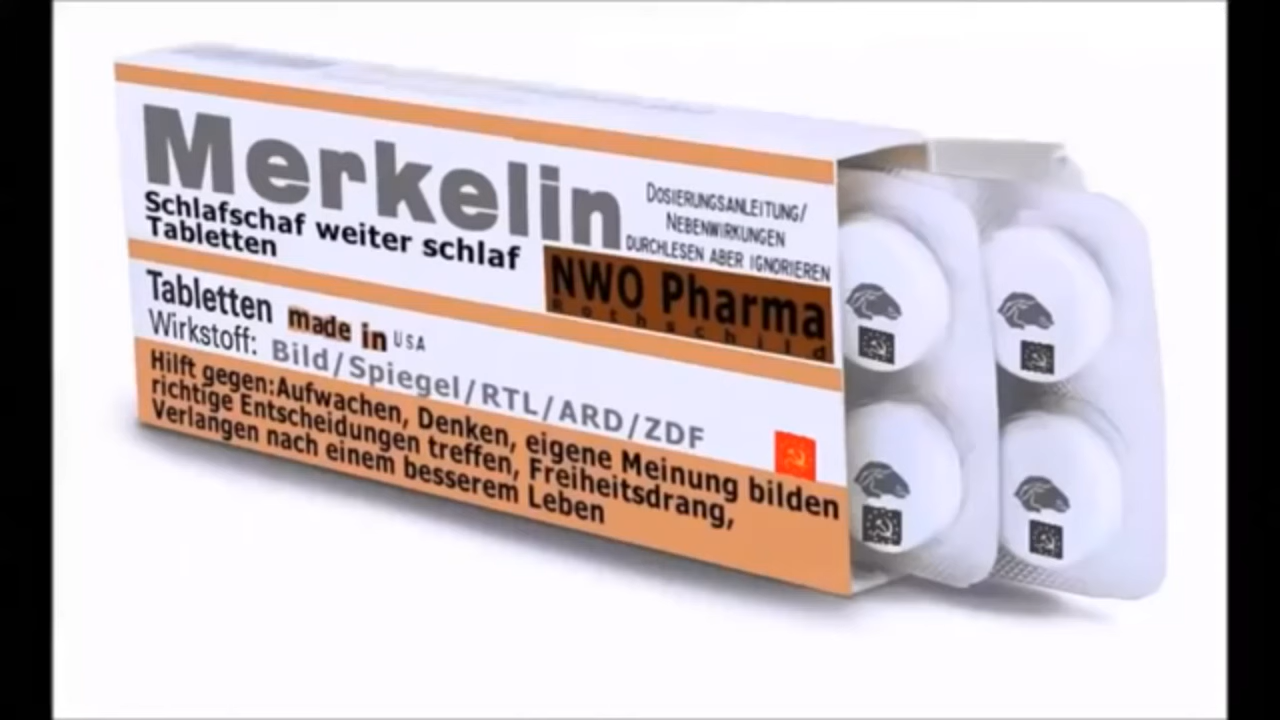 Merkelin
Schlafschaf weiter schlaf
Tabletten
Dosierungsanleitung/
Nebenwirkungen
durchlesen aber ignorieren
NWO Pharma
Rothschild
Tabletten made in USA
Wirkstoff: Bild/Spiegel/RTL/ARD/ZDF
Hilft gegen:Aufwachen, Denken, eigene Meinung bilden
richtige Entscheidungen treffen, Freiheitsdrang,
Verlangen nach einem besserem Leben